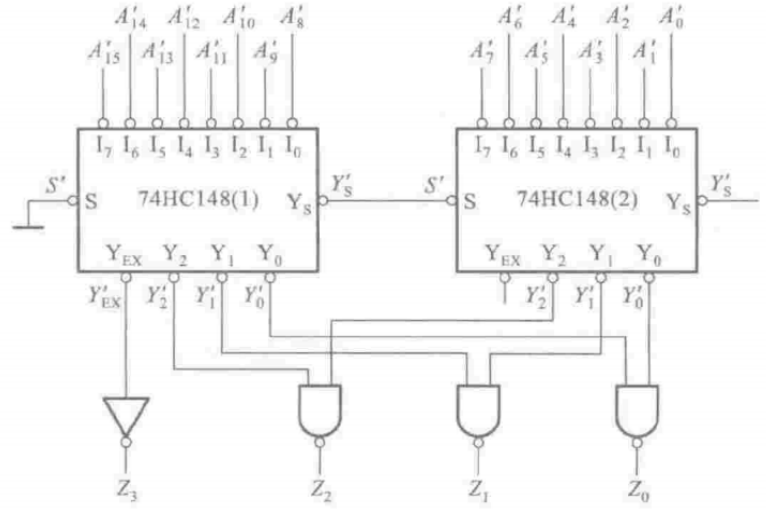 A′₁₄ A′₁₂ A′₁₀ A′₈ A′₆ A′₄ A′₂ A′₀
A′₁₅ A′₁₃ A′₁₁ A′₉ A′₇ A′₅ A′₃ A′₁
I₇ I₆ I₅ I₄ I₃ I₂ I₁ I₀ I₇ I₆ I₅ I₄ I₃ I₂ I₁ I₀
S′ Y′S S′ Y′S
S 74HC148(1) YS S 74HC148(2) YS
YEX Y₂ Y₁ Y₀ YEX Y₂ Y₁ Y₀
Y′EX Y′₂ Y′₁ Y′₀ Y′₂ Y′₁ Y′₀
Z₃ Z₂ Z₁ Z₀